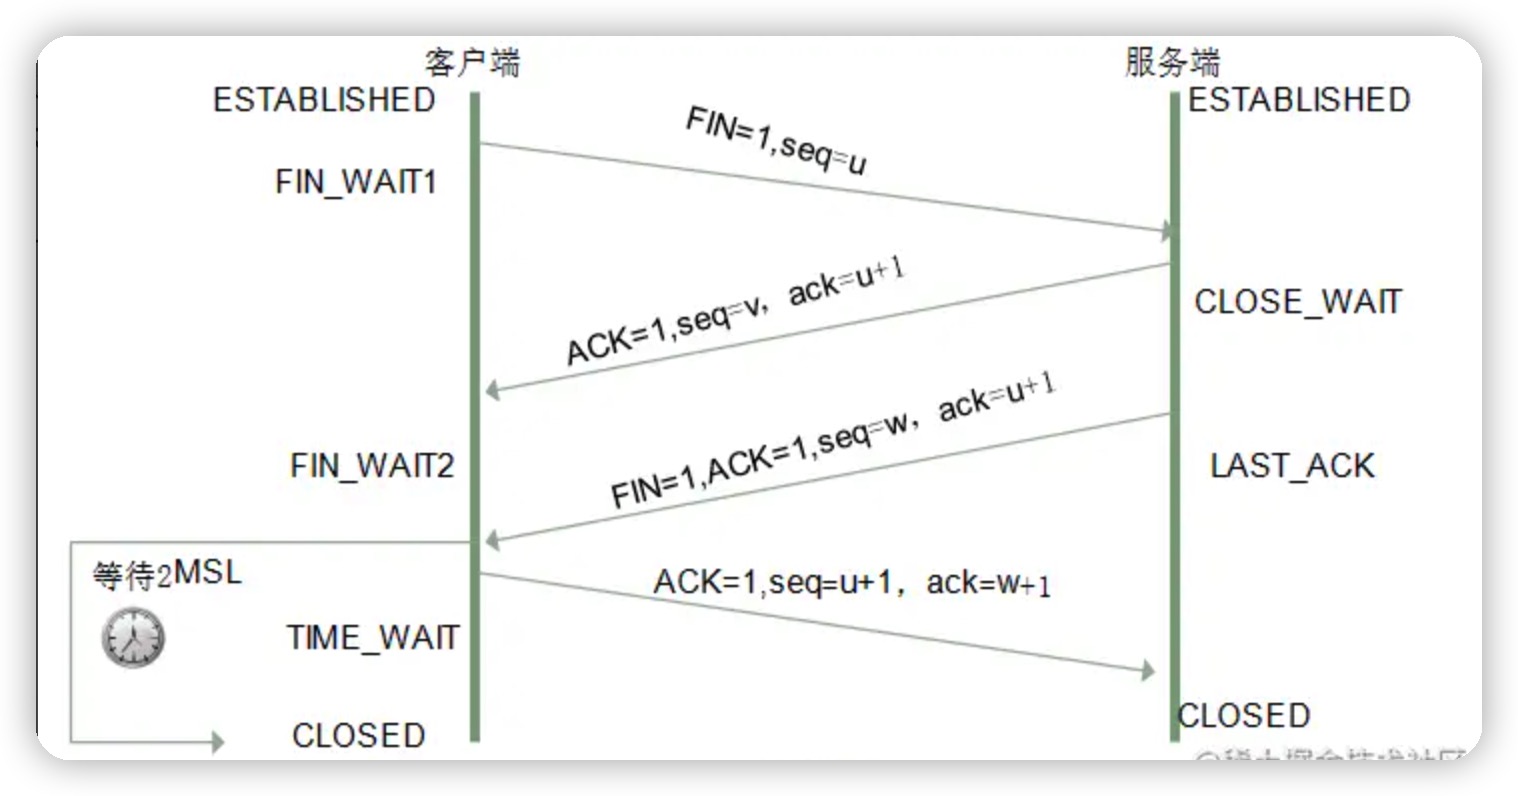 客户端
服务端
ESTABLISHED
ESTABLISHED
FIN=1,seq=u
FIN_WAIT1
ACK=1,seq=v，ack=u+1
CLOSE_WAIT
FIN=1,ACK=1,seq=w，ack=u+1
FIN_WAIT2
LAST_ACK
等待2MSL
ACK=1,seq=u+1，ack=w+1
TIME_WAIT
CLOSED
CLOSED